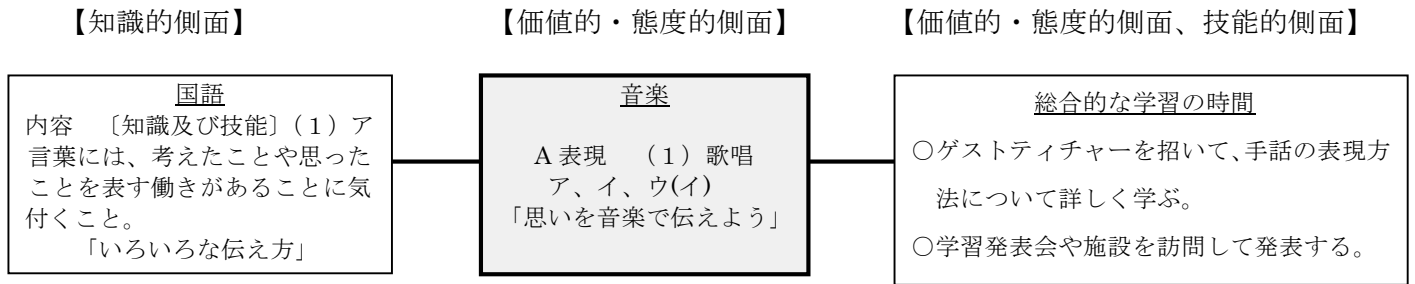 【知識的側面】
【価値的・態度的側面】
【価値的・態度的側面、技能的側面】
国語
内容　〔知識及び技能〕（１）ア
言葉には、考えたことや思った
ことを表す働きがあることに気
付くこと。
「いろいろな伝え方」
音楽
A 表現　（１）歌唱
ア、イ、ウ(イ)
「思いを音楽で伝えよう」
総合的な学習の時間
○ゲストティチャーを招いて、手話の表現方
法について詳しく学ぶ。
○学習発表会や施設を訪問して発表する。